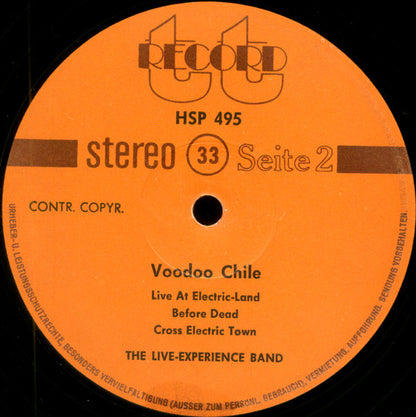 tt RECORD
HSP 495
stereo 33 Seite 2
CONTR. COPYR.
Voodoo Chile
Live At Electric-Land
Before Dead
Cross Electric Town
THE LIVE-EXPERIENCE BAND
URHEBER- U. LEISTUNGSSCHUTZRECHTE, BESONDERS VERVIELFALTIGUNG (AUSSER ZUM PERSÖNL. GEBRAUCH), VERMIETUNG, AUFFÜHRUNG, SENDUNG VORBEHALTEN.